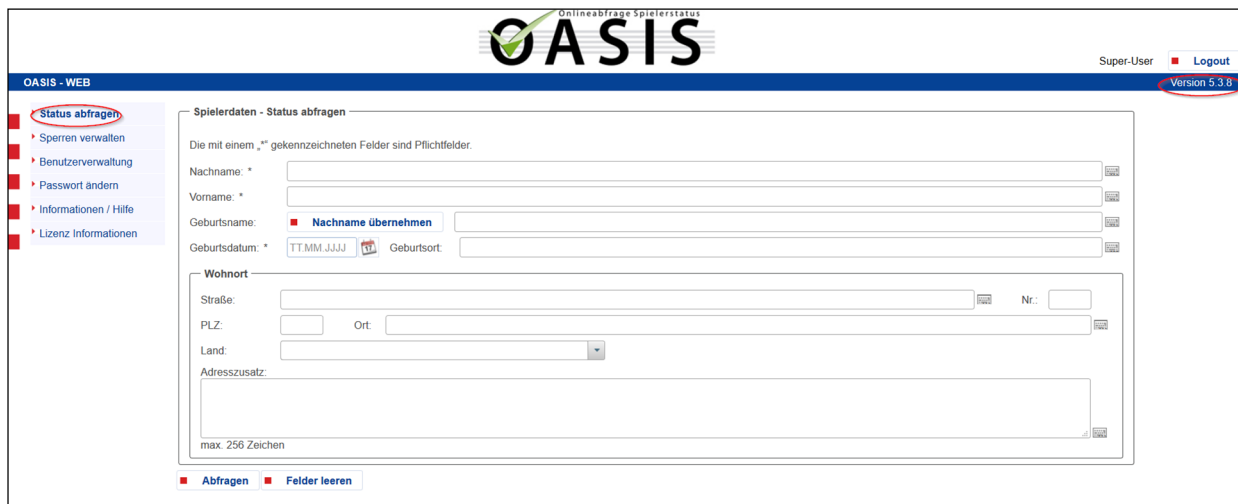 Onlineabfrage Spielerstatus
OASIS
Super-User
Logout
OASIS - WEB
Version 5.3.8
Status abfragen
Sperren verwalten
Benutzerverwaltung
Passwort ändern
Informationen / Hilfe
Lizenz Informationen
Spielerdaten - Status abfragen
Die mit einem „*" gekennzeichneten Felder sind Pflichtfelder.
Nachname: *
Vorname: *
Geburtsname: Nachname übernehmen
Geburtsdatum: * TT.MM.JJJJ 17 Geburtsort:
Wohnort
Straße: Nr.:
PLZ: Ort:
Land:
Adresszusatz:
max. 256 Zeichen
Abfragen Felder leeren